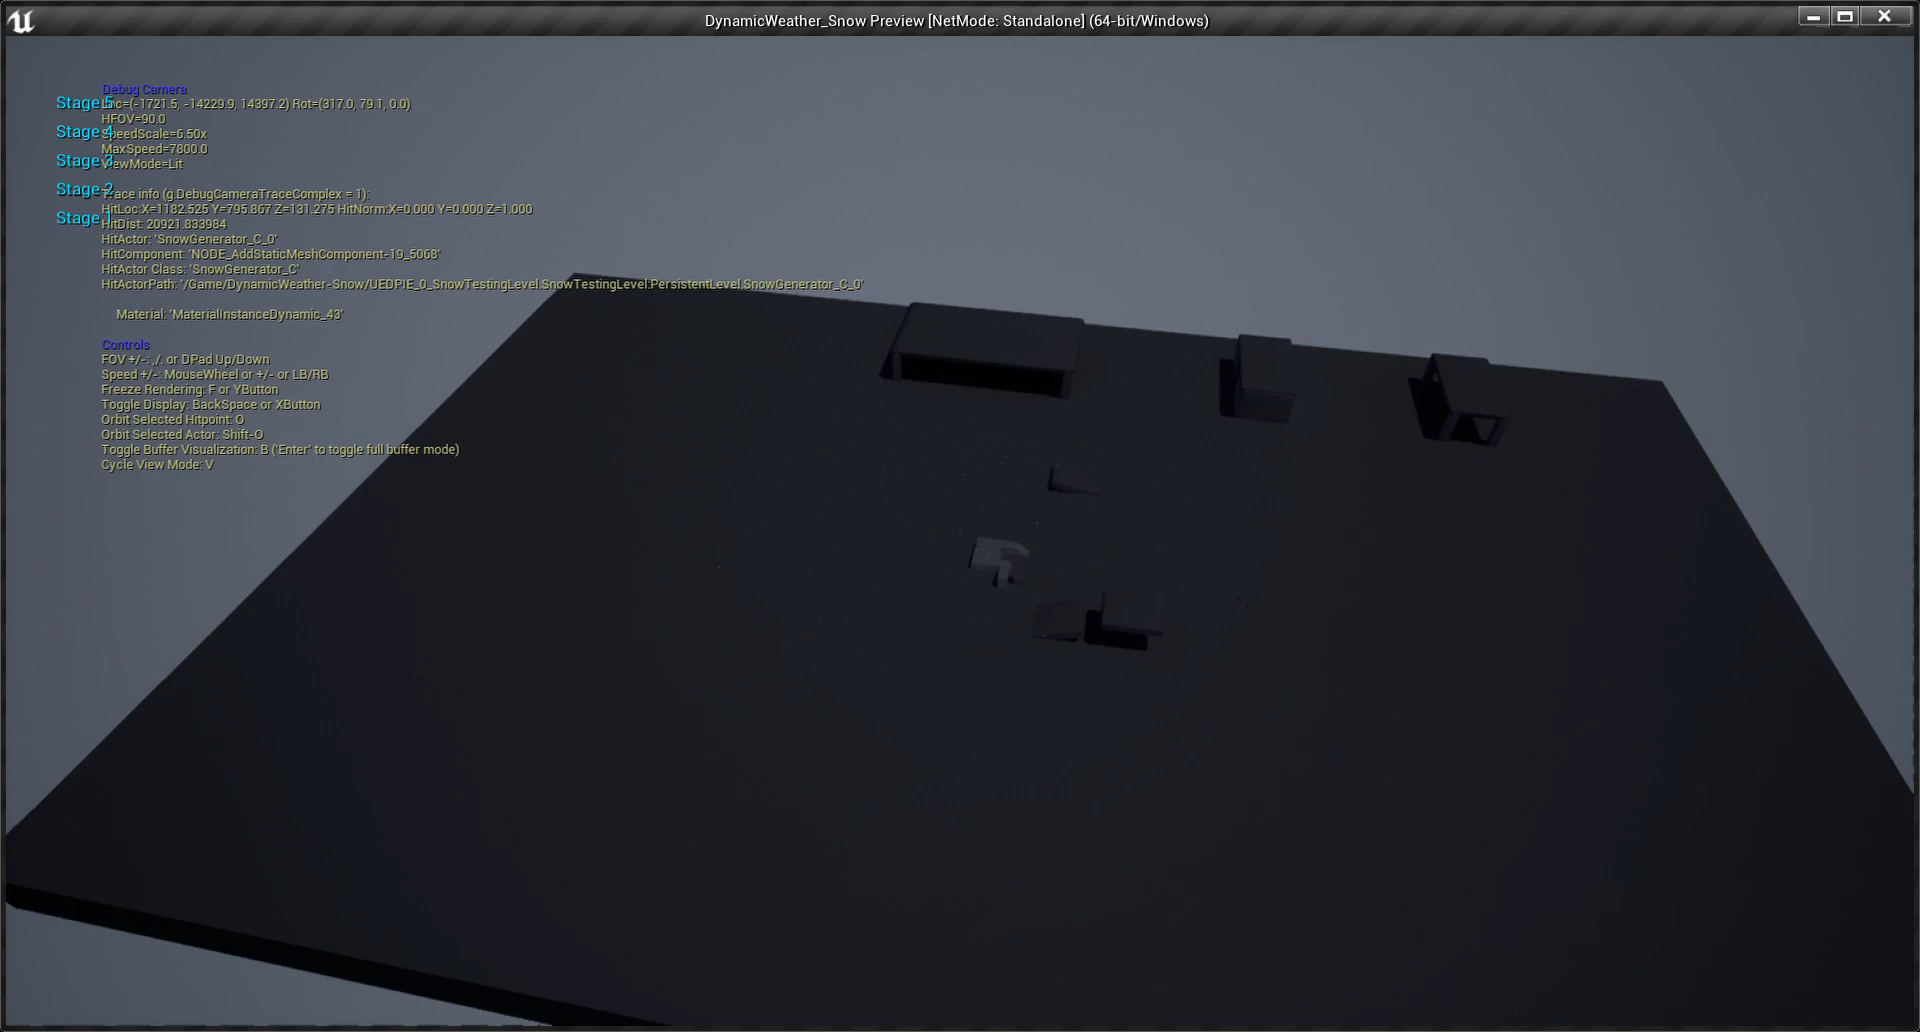 DynamicWeather_Snow Preview [NetMode: Standalone] (64-bit/Windows)
Debug Camera
Stage 5
Loc=(-1721.5, -14229.9, 14397.2) Rot=(317.0, 79.1, 0.0)
HFOV=90.0
Stage 4
SpeedScale=6.50x
MaxSpeed=7800.0
Stage 3
ViewMode=Lit
Stage 2
Trace info (g.DebugCameraTraceComplex = 1):
HitLoc:X=1182.525 Y=795.867 Z=131.275 HitNorm:X=0.000 Y=0.000 Z=1.000
Stage 1
HitDist: 20921.833984
HitActor: 'SnowGenerator_C_0'
HitComponent: 'NODE_AddStaticMeshComponent-19_5068'
HitActor Class: 'SnowGenerator_C'
HitActorPath: '/Game/DynamicWeather-Snow/UEDPIE_0_SnowTestingLevel.SnowTestingLevel:PersistentLevel.SnowGenerator_C_0'
Material: 'MaterialInstanceDynamic_43'
Controls
FOV +/-: ,/. or DPad Up/Down
Speed +/-: MouseWheel or +/- or LB/RB
Freeze Rendering: F or YButton
Toggle Display: BackSpace or XButton
Orbit Selected Hitpoint: O
Orbit Selected Actor: Shift-O
Toggle Buffer Visualization: B ('Enter' to toggle full buffer mode)
Cycle View Mode: V